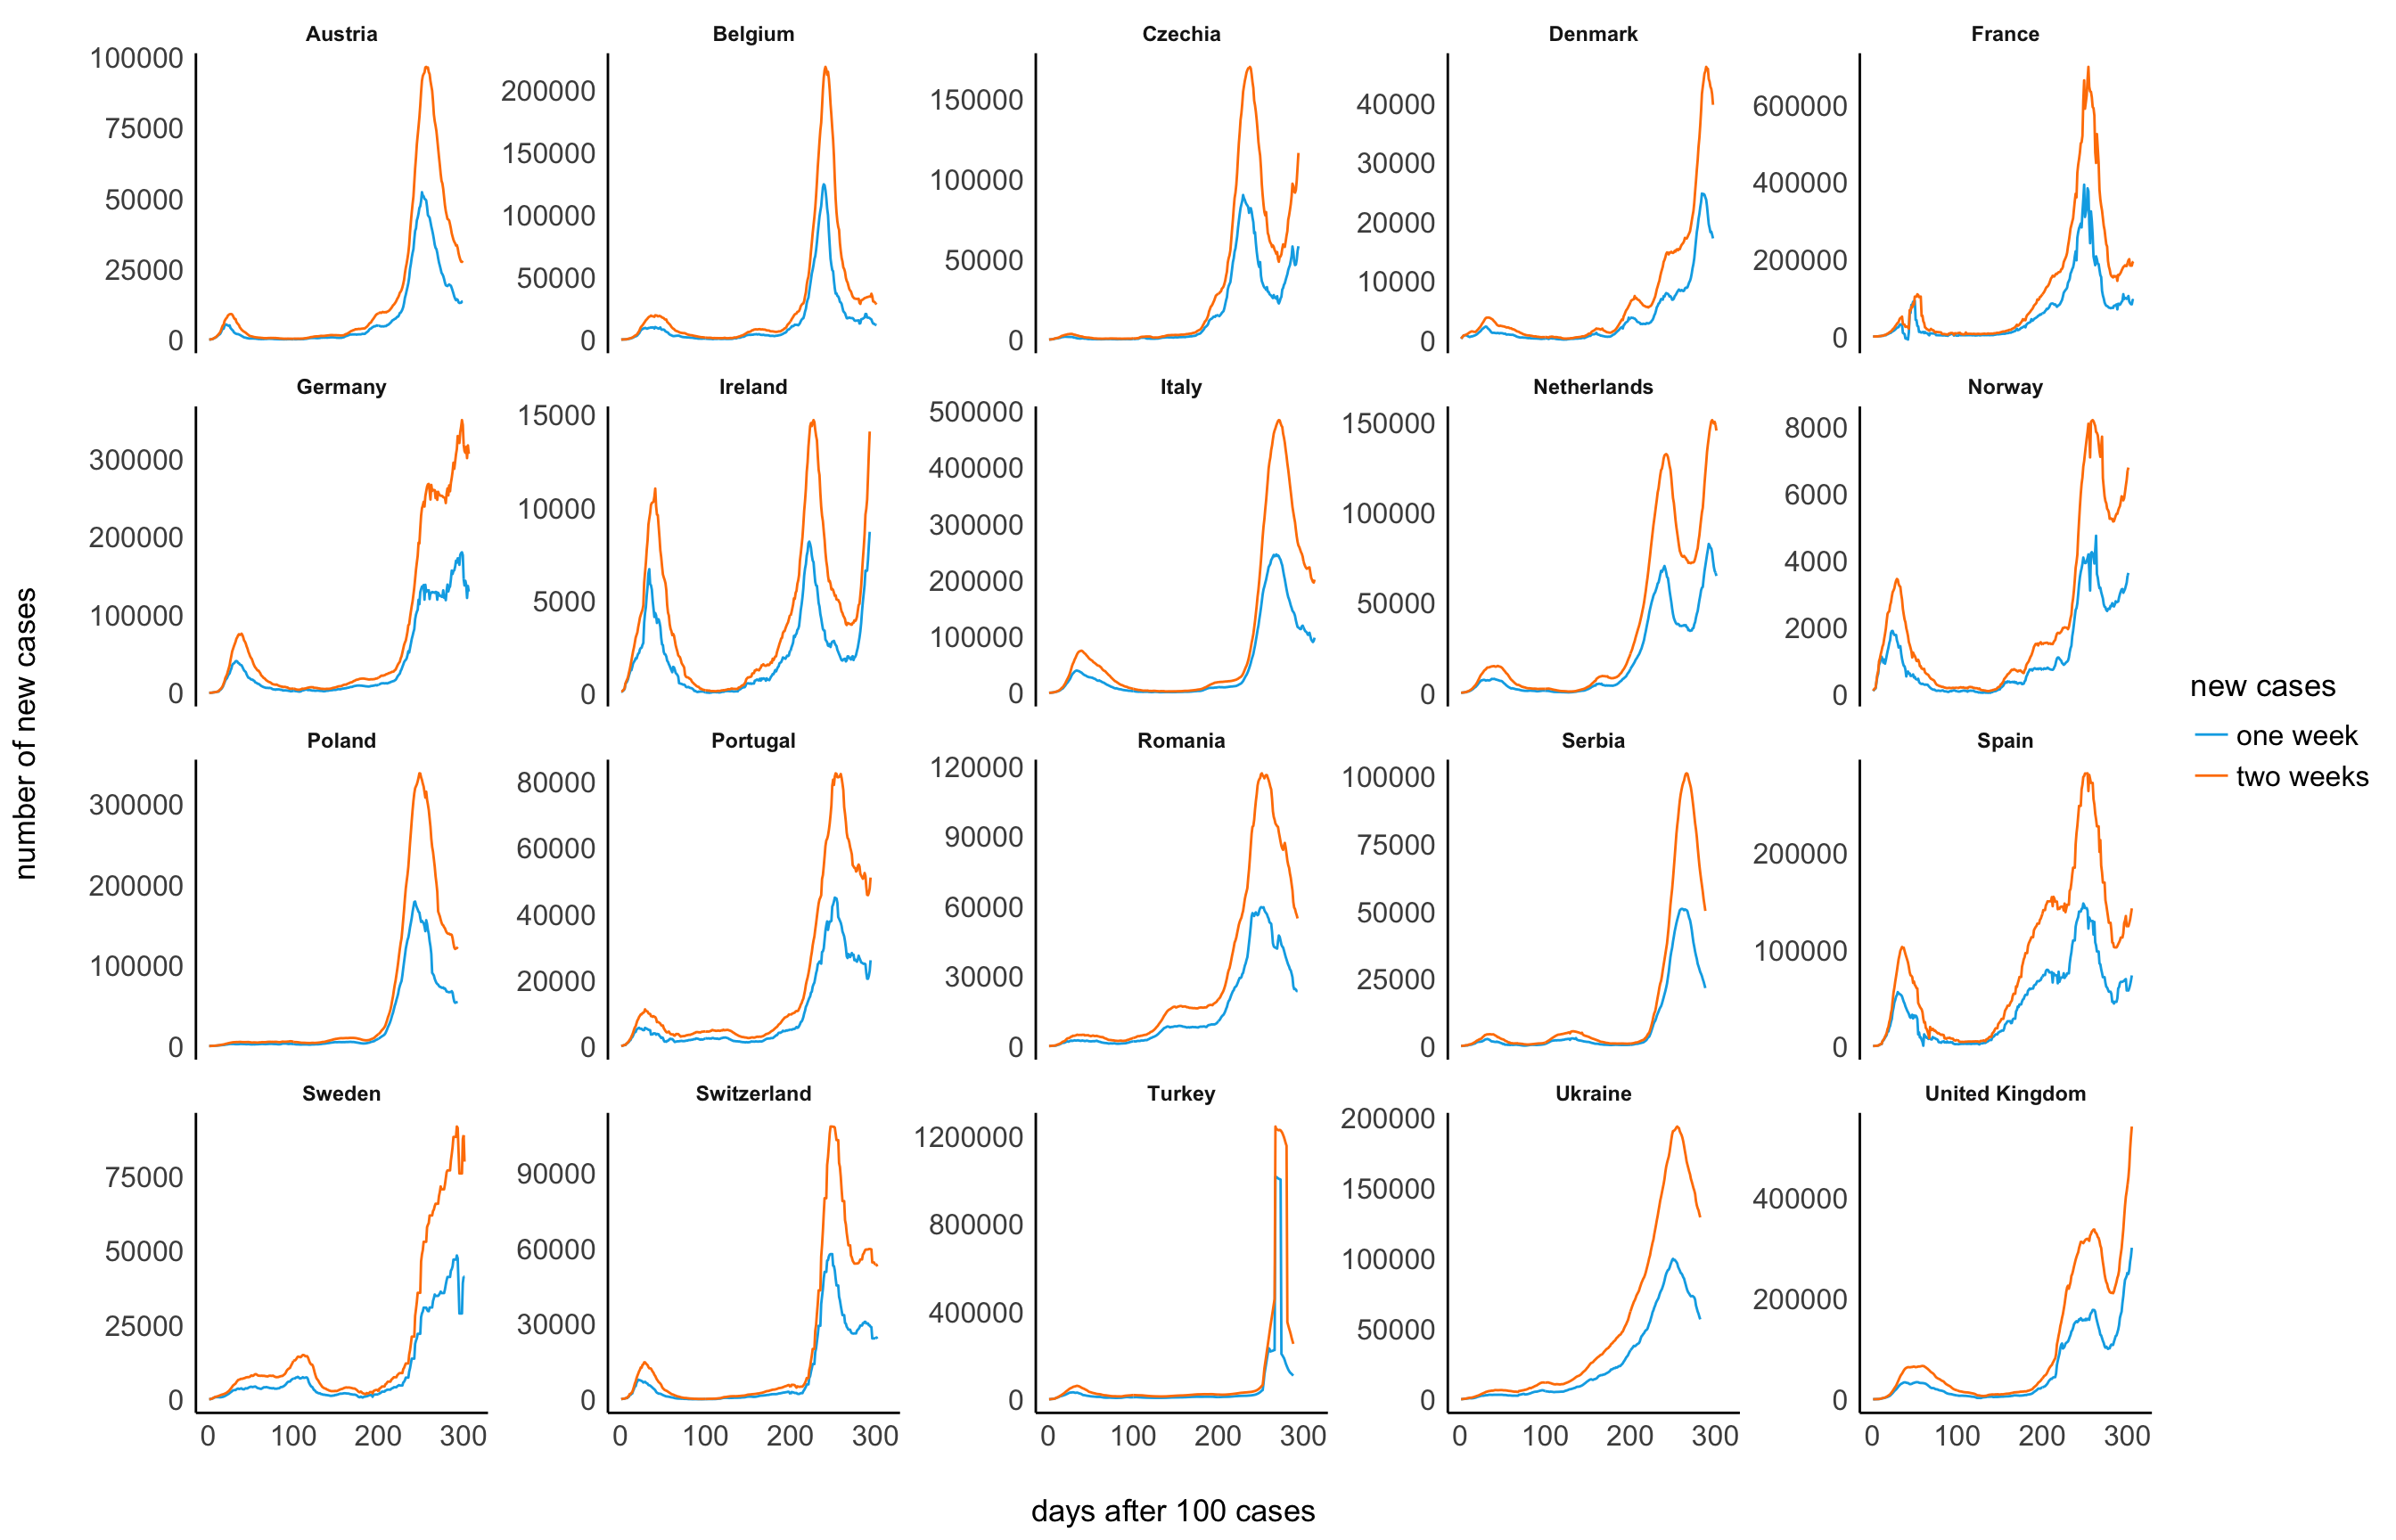 Austria
Belgium
Czechia
Denmark
France
100000
75000
50000
25000
0
200000
150000
100000
50000
0
150000
100000
50000
0
40000
30000
20000
10000
0
600000
400000
200000
0
Germany
Ireland
Italy
Netherlands
Norway
300000
200000
100000
0
15000
10000
5000
0
500000
400000
300000
200000
100000
0
150000
100000
50000
0
8000
6000
4000
2000
0
Poland
Portugal
Romania
Serbia
Spain
300000
200000
100000
0
80000
60000
40000
20000
0
120000
90000
60000
30000
0
100000
75000
50000
25000
0
200000
100000
0
Sweden
Switzerland
Turkey
Ukraine
United Kingdom
75000
50000
25000
0
90000
60000
30000
0
1200000
800000
400000
0
200000
150000
100000
50000
0
400000
200000
0
0 100 200 300
0 100 200 300
0 100 200 300
0 100 200 300
0 100 200 300
days after 100 cases
number of new cases
new cases
one week
two weeks